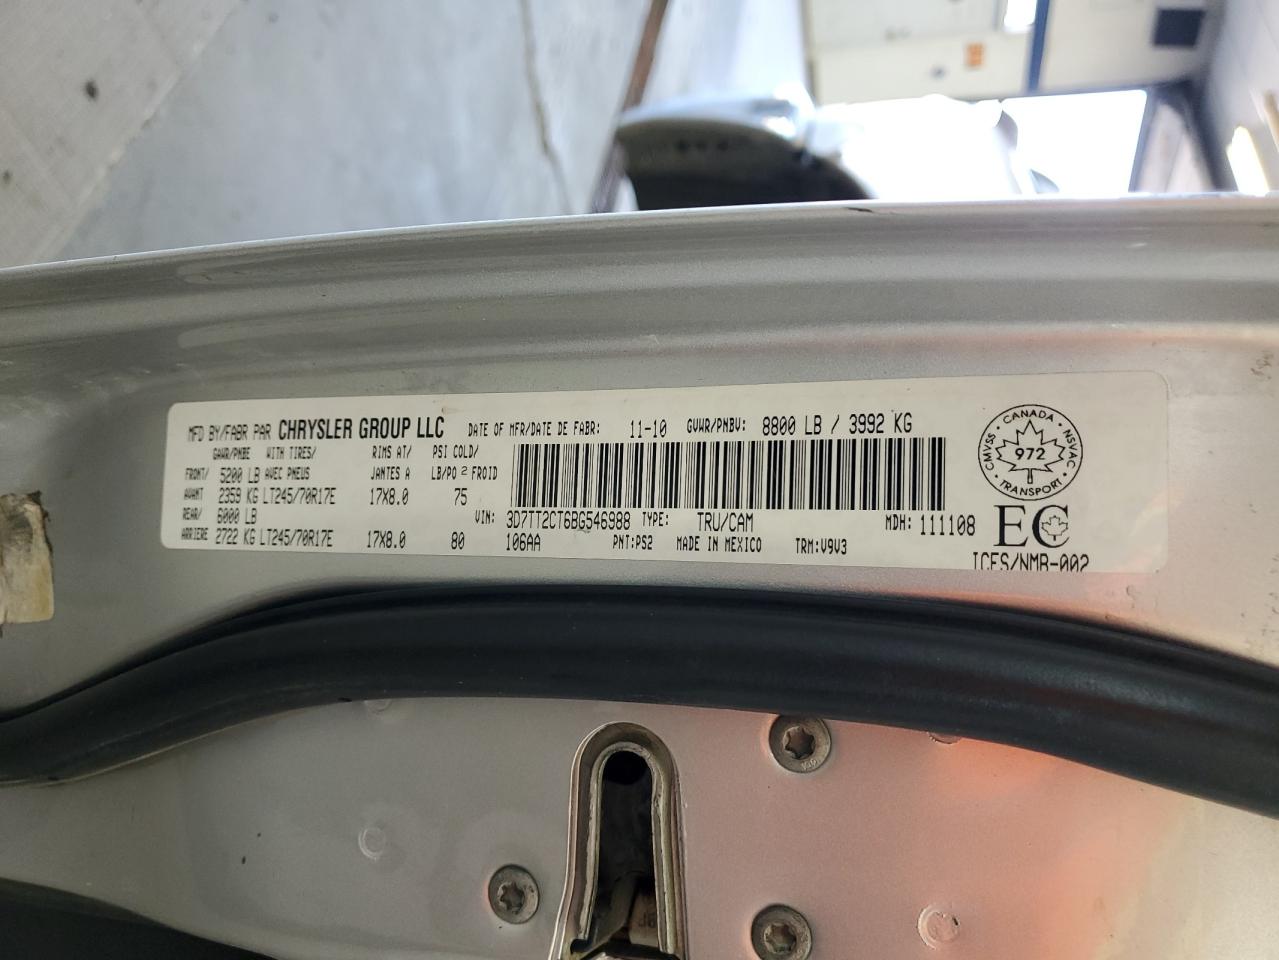 MFD BY/FABR PAR CHRYSLER GROUP LLC DATE OF MFR/DATE DE FABR: 11-10 GVWR/PNBV: 8800 LB / 3992 KG
GAWR/PNBE WITH TIRES/ RIMS AT/ PSI COLD/
FRONT/ 5200 LB AVEC PNEUS JANTES A LB/PO 2 FROID
AVANT 2359 KG LT245/70R17E 17X8.0 75
REAR/ 6000 LB
ARRIERE 2722 KG LT245/70R17E 17X8.0 80
VIN: 3D7TT2CT6BG546988 TYPE: TRU/CAM MDH: 111108
106AA PNT:PS2 MADE IN MEXICO TRM:V9V3
CANADA
CMVSS NSVAC
972
TRANSPORT
EC
ICES/NMB-002